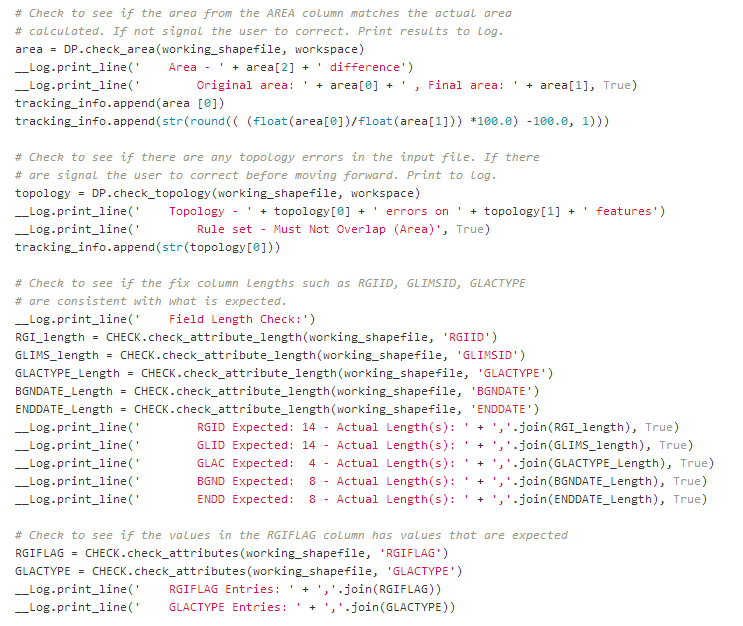 # Check to see if the area from the AREA column matches the actual area
# calculated. If not signal the user to correct. Print results to log.
area = DP.check_area(working_shapefile, workspace)
__Log.print_line('    Area - ' + area[2] + ' difference')
__Log.print_line('        Original area: ' + area[0] + ' , Final area: ' + area[1], True)
tracking_info.append(area [0])
tracking_info.append(str(round(( (float(area[0])/float(area[1])) *100.0) -100.0, 1)))

# Check to see if there are any topology errors in the input file. If there
# are signal the user to correct before moving forward. Print to log.
topology = DP.check_topology(working_shapefile, workspace)
__Log.print_line('    Topology - ' + topology[0] + ' errors on ' + topology[1] + ' features')
__Log.print_line('        Rule set - Must Not Overlap (Area)', True)
tracking_info.append(str(topology[0]))

# Check to see if the fix column lengths such as RGIID, GLIMSID, GLACTYPE
# are consistent with what is expected.
__Log.print_line('    Field Length Check:')
RGI_length = CHECK.check_attribute_length(working_shapefile, 'RGIID')
GLIMS_length = CHECK.check_attribute_length(working_shapefile, 'GLIMSID')
GLACTYPE_Length = CHECK.check_attribute_length(working_shapefile, 'GLACTYPE')
BGNDATE_Length = CHECK.check_attribute_length(working_shapefile, 'BGNDATE')
ENDDATE_Length = CHECK.check_attribute_length(working_shapefile, 'ENDDATE')
__Log.print_line('        RGID Expected: 14 - Actual Length(s): ' + ','.join(RGI_length), True)
__Log.print_line('        GLID Expected: 14 - Actual Length(s): ' + ','.join(GLIMS_length), True)
__Log.print_line('        GLAC Expected:  4 - Actual Length(s): ' + ','.join(GLACTYPE_Length), True)
__Log.print_line('        BGND Expected:  8 - Actual Length(s): ' + ','.join(BGNDATE_Length), True)
__Log.print_line('        ENDD Expected:  8 - Actual Length(s): ' + ','.join(ENDDATE_Length), True)

# Check to see if the values in the RGIFLAG column has values that are expected
RGIFLAG = CHECK.check_attributes(working_shapefile, 'RGIFLAG')
GLACTYPE = CHECK.check_attributes(working_shapefile, 'GLACTYPE')
__Log.print_line('    RGIFLAG Entries: ' + ','.join(RGIFLAG))
__Log.print_line('    GLACTYPE Entries: ' + ','.join(GLACTYPE))